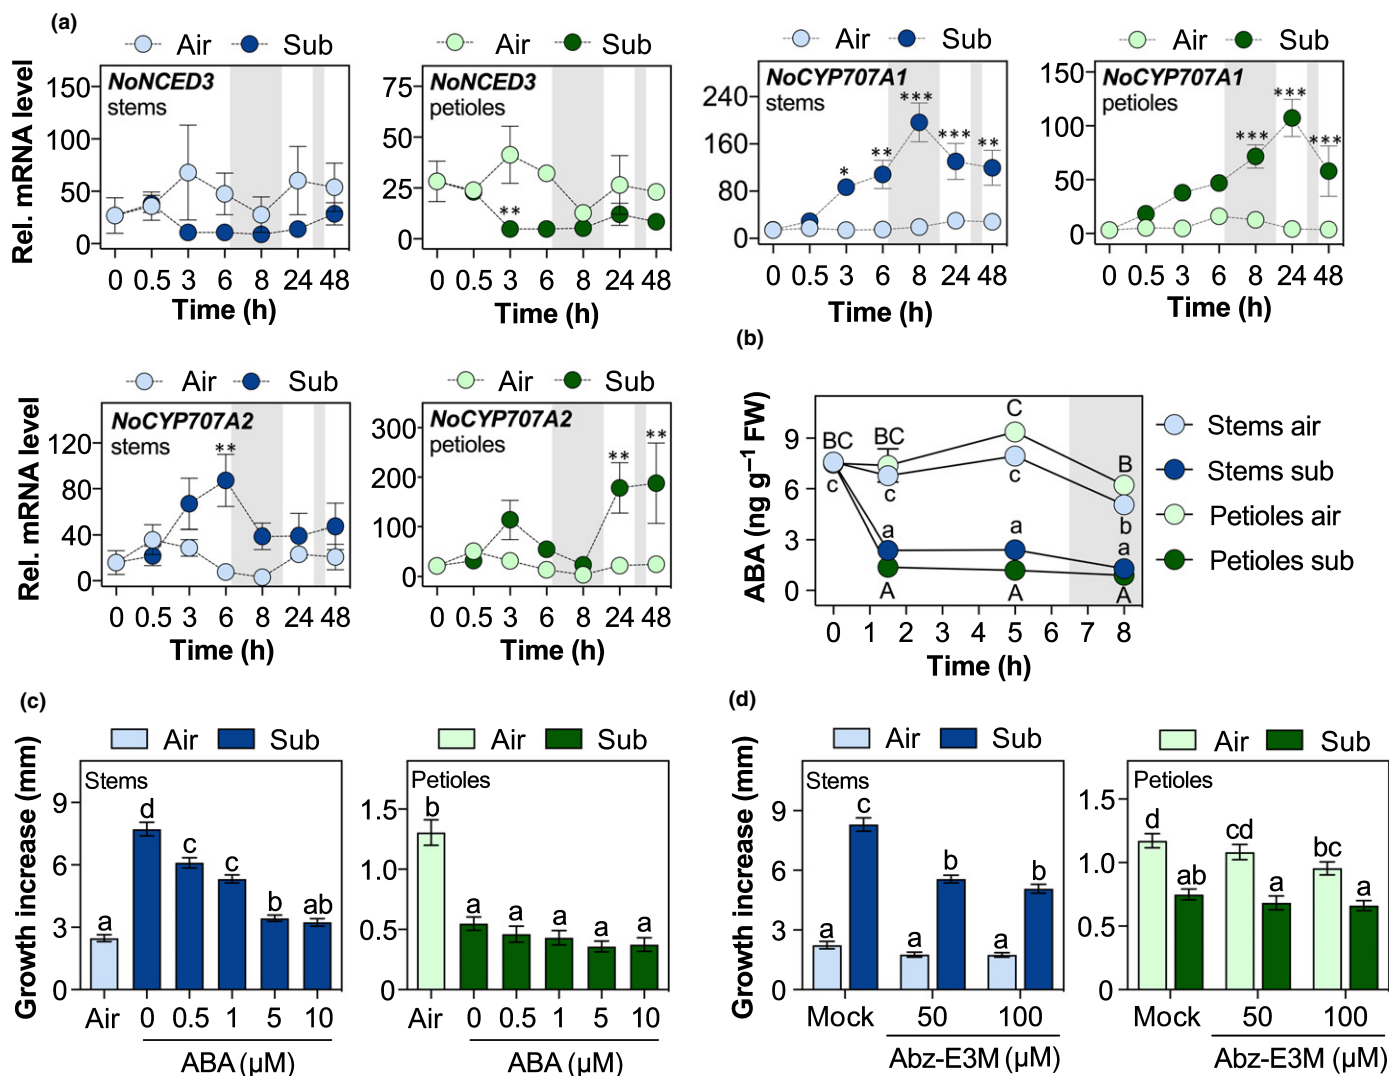 (a)
Air Sub
Air Sub
Air Sub
Air Sub
Rel. mRNA level
NoNCED3
stems
150
100
50
0
0 0.5 3 6 8 24 48
Time (h)
NoNCED3
petioles
75
50
25
0
**
0 0.5 3 6 8 24 48
Time (h)
NoCYP707A1
stems
240
160
80
0
* ** *** *** **
0 0.5 3 6 8 24 48
Time (h)
NoCYP707A1
petioles
150
100
50
0
*** *** ***
0 0.5 3 6 8 24 48
Time (h)
Air Sub
Rel. mRNA level
NoCYP707A2
stems
120
80
40
0
**
0 0.5 3 6 8 24 48
Time (h)
Air Sub
NoCYP707A2
petioles
300
200
100
0
** **
0 0.5 3 6 8 24 48
Time (h)
(b)
ABA (ng g⁻¹ FW)
9
6
3
0
BC BC C B
c c c b
a a a
A A A
0 1 2 3 4 5 6 7 8
Time (h)
Stems air
Stems sub
Petioles air
Petioles sub
(c)
Air Sub
Growth increase (mm)
Stems
9
6
3
0
a d c c b ab
Air 0 0.5 1 5 10
ABA (µM)
Air Sub
Petioles
1.5
1.0
0.5
0
b a a a a a
Air 0 0.5 1 5 10
ABA (µM)
(d)
Air Sub
Growth increase (mm)
Stems
9
6
3
0
a c a b a b
Mock 50 100
Abz-E3M (µM)
Air Sub
Petioles
1.5
1.0
0.5
0
d ab cd a bc a
Mock 50 100
Abz-E3M (µM)